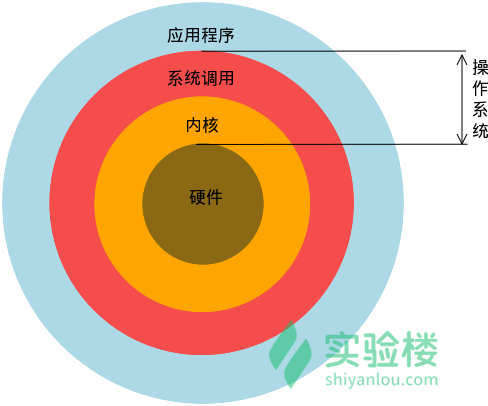 应用程序
系统调用
内核
硬件
操
作
系
统
实验楼
shiyanlou.com